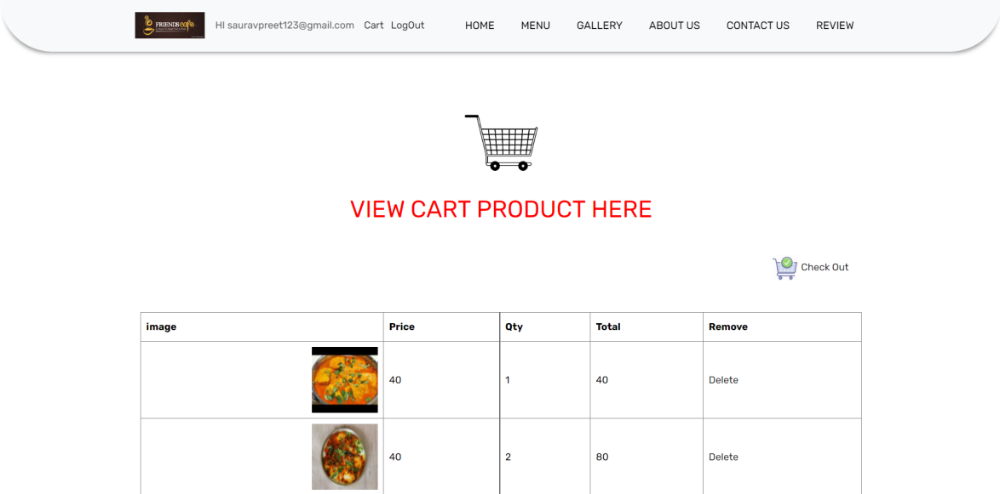 FRIENDS cafe
HI sauravpreet123@gmail.com Cart LogOut HOME MENU GALLERY ABOUT US CONTACT US REVIEW
VIEW CART PRODUCT HERE
Check Out
image Price Qty Total Remove
40 1 40 Delete
40 2 80 Delete